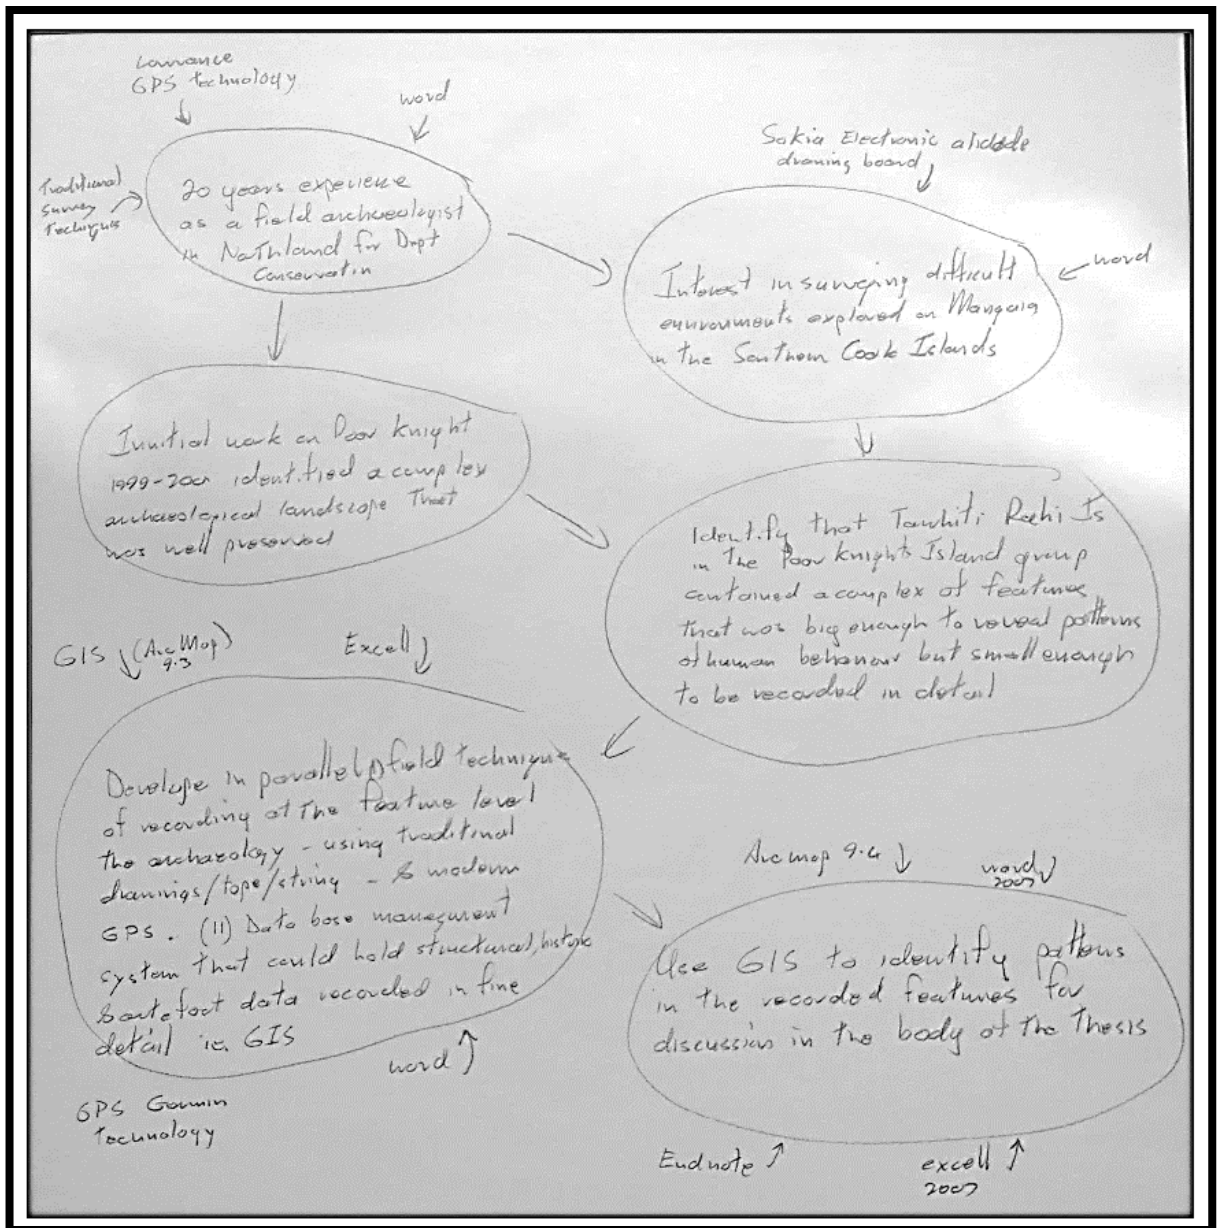 Lowrance
GPS technology
word
Traditional
Survey
Techniques
20 years experience
as a field archaeologist
in Nothland for Dept
Conservatin
Sokia Electronic alidade
drawing board
word
Interest in surveying difficult
environments explored on Mangaia
in the Southern Cook Islands
Innitial work on Poor Knight
1999-2001 identified a complex
archaeological landscape that
was well preserved
Identify that Tawhiti Rahi Is
in the Poor Knights Island group
contained a complex of features
that was big enough to reveal patterns
of human behaviour but small enough
to be recorded in detail
GIS (ArcMap)
9.3
Excell
Develope in parallel (I) field technique
of recording at the feature level
the archaeology - using traditinal
drawings/tape/string - & modern
GPS. (II) Data base managment
system that could hold structured, historic
& artefact data recorded in fine
detail ie. GIS
word
GPS Garmin
Technology
Arcmap 9.4
word
2007
Use GIS to identify patterns
in the recorded features for
discussion in the body of the Thesis
Endnote
excell
2007